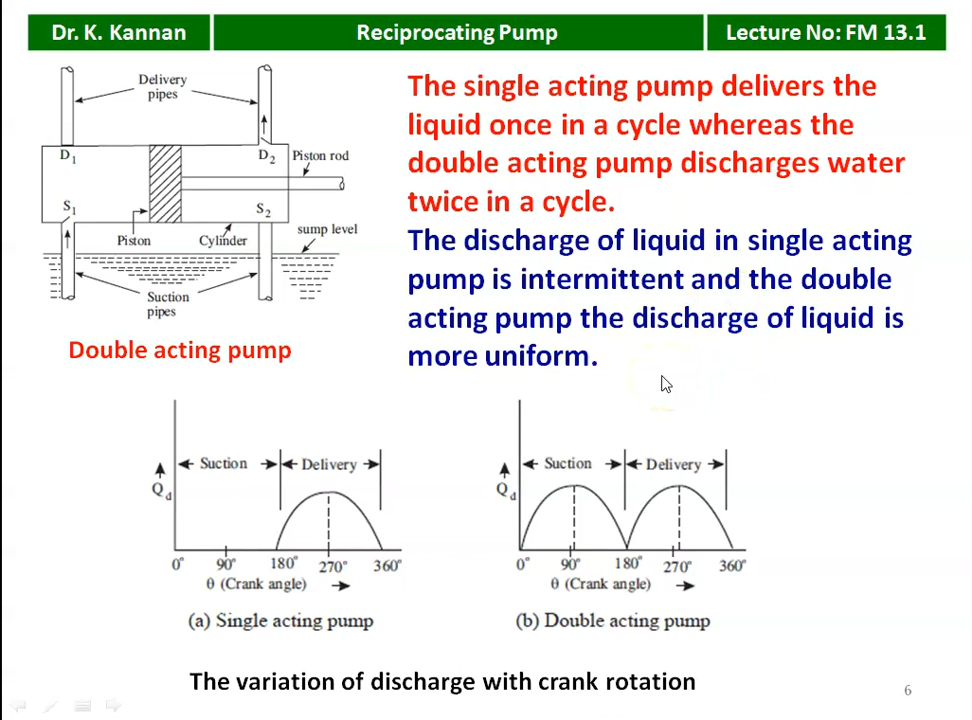 Dr. K. Kannan
Reciprocating Pump
Lecture No: FM 13.1
Delivery
pipes
D1
D2
Piston rod
S1
S2
sump level
Piston
Cylinder
Suction
pipes
Double acting pump
The single acting pump delivers the
liquid once in a cycle whereas the
double acting pump discharges water
twice in a cycle.
The discharge of liquid in single acting
pump is intermittent and the double
acting pump the discharge of liquid is
more uniform.
Suction
Delivery
Qd
0° 90° 180° 270° 360°
θ (Crank angle)
(a) Single acting pump
Suction
Delivery
Qd
0° 90° 180° 270° 360°
θ (Crank angle)
(b) Double acting pump
The variation of discharge with crank rotation
6